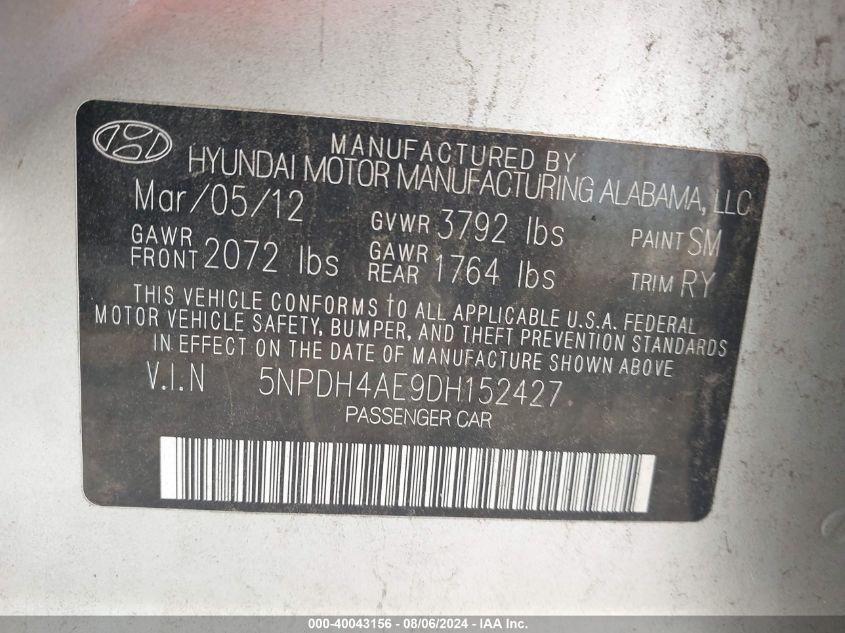 MANUFACTURED BY
HYUNDAI MOTOR MANUFACTURING ALABAMA, LLC
Mar/05/12 GVWR 3792 lbs PAINT SM
GAWR FRONT 2072 lbs GAWR REAR 1764 lbs TRIM RY
THIS VEHICLE CONFORMS TO ALL APPLICABLE U.S.A. FEDERAL
MOTOR VEHICLE SAFETY, BUMPER, AND THEFT PREVENTION STANDARDS
IN EFFECT ON THE DATE OF MANUFACTURE SHOWN ABOVE
V.I.N 5NPDH4AE9DH152427
PASSENGER CAR
000-40043156 - 08/06/2024 - IAA Inc.